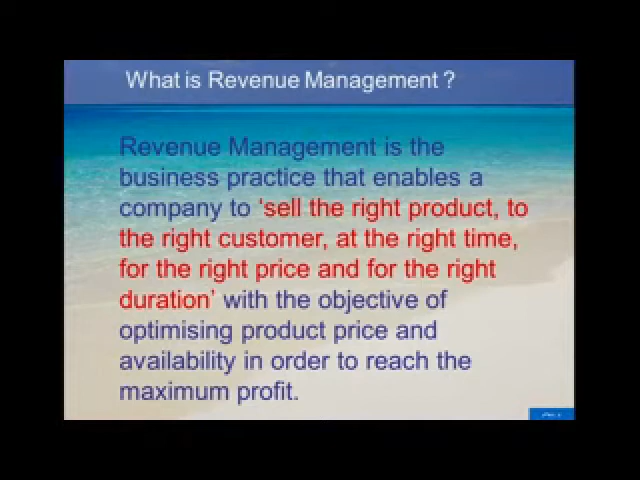 What is Revenue Management ?
Revenue Management is the
business practice that enables a
company to ‘sell the right product, to
the right customer, at the right time,
for the right price and for the right
duration’ with the objective of
optimising product price and
availability in order to reach the
maximum profit.